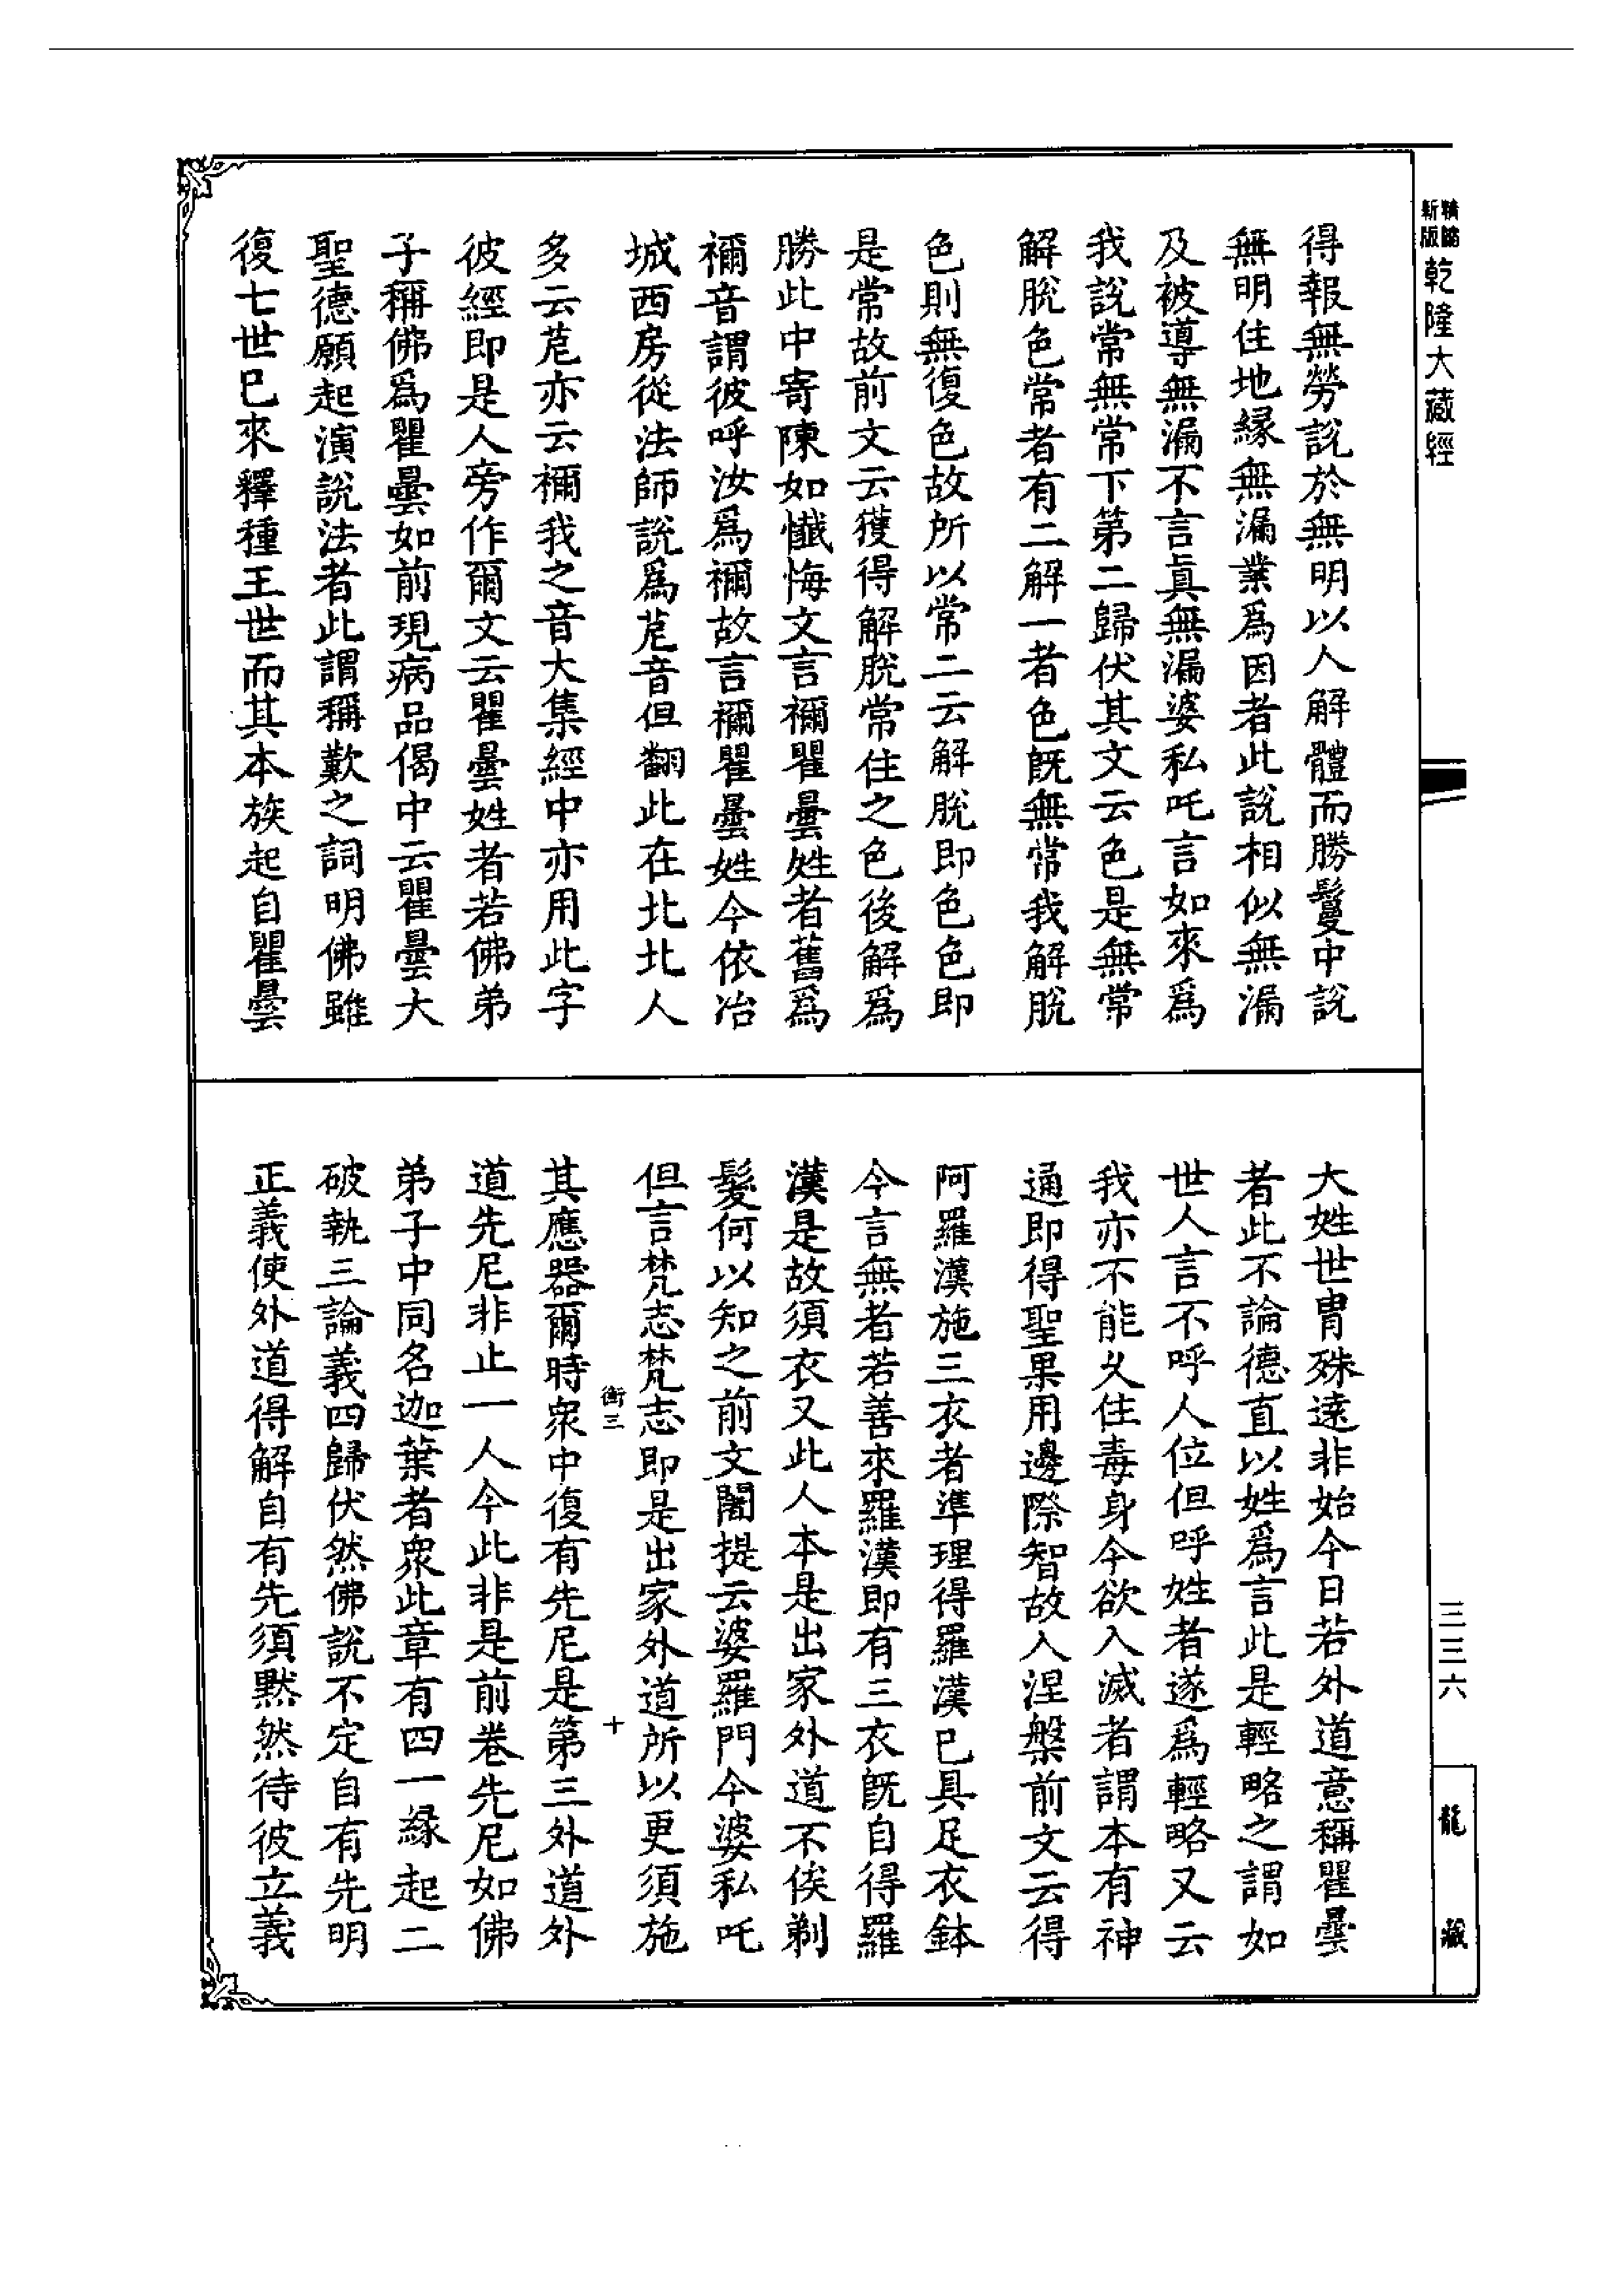 精縮
新版
乾隆大藏經
得報無勞說於無明以人解體而勝鬘中說
無明住地緣無漏業爲因者此說相似無漏
及被導無漏不言眞無漏婆私吒言如來爲
我說常無常下第二歸伏其文云色是無常
解脫色常者有二解一者色旣無常我解脫
色則無復色故所以常二云解脫即色色即
是常故前文云獲得解脫常住之色後解爲
勝此中寄陳如懺悔文言禰瞿曇姓者舊爲
禰音謂彼呼汝爲禰故言禰瞿曇姓今依冶
城西房從法師說爲苨音但翻此在北北人
多云苨亦云禰我之音大集經中亦用此字
彼經即是人旁作爾文云瞿曇姓者若佛弟
子稱佛爲瞿曇如前現病品偈中云瞿曇大
聖德願起演說法者此謂稱歎之詞明佛雖
復七世已來釋種王世而其本族起自瞿曇
大姓世胄殊遠非始今日若外道意稱瞿曇
者此不論德直以姓爲言此是輕略之謂如
世人言不呼人位但呼姓者遂爲輕略又云
我亦不能久住毒身今欲入滅者謂本有神
通即得聖果用邊際智故入涅槃前文云得
阿羅漢施三衣者準理得羅漢已具足衣鉢
今言無者若善來羅漢即有三衣旣自得羅
漢是故須衣又此人本是出家外道不俟剃
髮何以知之前文闍提云婆羅門今婆私吒
但言梵志梵志即是出家外道所以更須施
衡三 十
其應器爾時衆中復有先尼是第三外道外
道先尼非止一人今此非是前卷先尼如佛
弟子中同名迦葉者衆此章有四一緣起二
破執三論義四歸伏然佛說不定自有先明
正義使外道得解自有先須默然待彼立義
三三六
龍藏